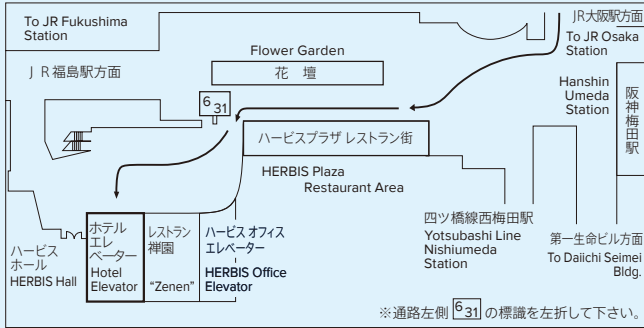 To JR Fukushima
Station
JR福島駅方面
Flower Garden
花 壇
JR大阪駅方面
To JR Osaka
Station
Hanshin
Umeda
Station
阪神梅田駅
6 31
ハービスプラザ レストラン街
HERBIS Plaza
Restaurant Area
四ツ橋線西梅田駅
Yotsubashi Line
Nishiumeda
Station
第一生命ビル方面
To Daiichi Seimei
Bldg.
ハービス
ホール
HERBIS Hall
ホテル
エレ
ベーター
Hotel
Elevator
レストラン
禅園
"Zenen"
ハービス オフィス
エレベーター
HERBIS Office
Elevator
※通路左側 6 31 の標識を左折して下さい。